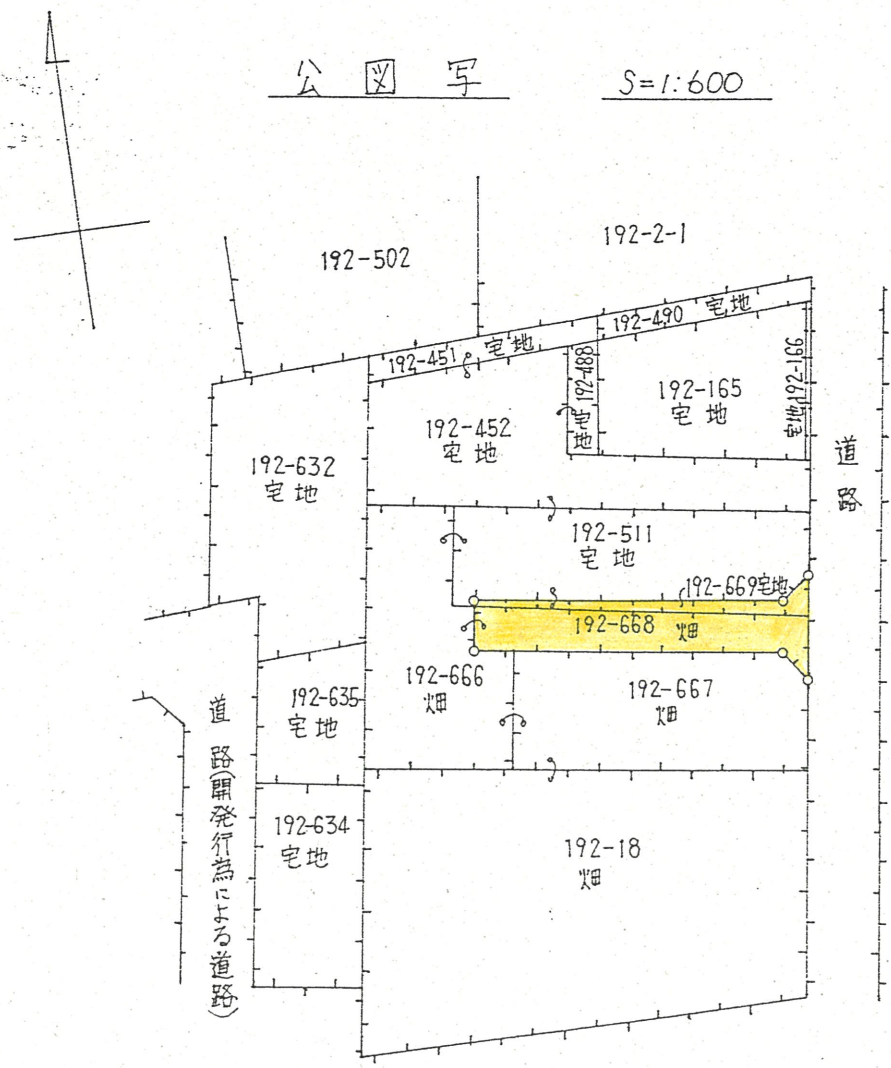 公図写
S=1:600
192-502
192-2-1
192-451 宅地
192-490 宅地
宅地 192-488
192-165
宅地
宅地 192-166
192-452
宅地
192-632
宅地
道路
192-511
宅地
192-669宅地
192-668 畑
192-666
畑
192-667
畑
192-635
宅地
道路(開発行為による道路)
192-634
宅地
192-18
畑